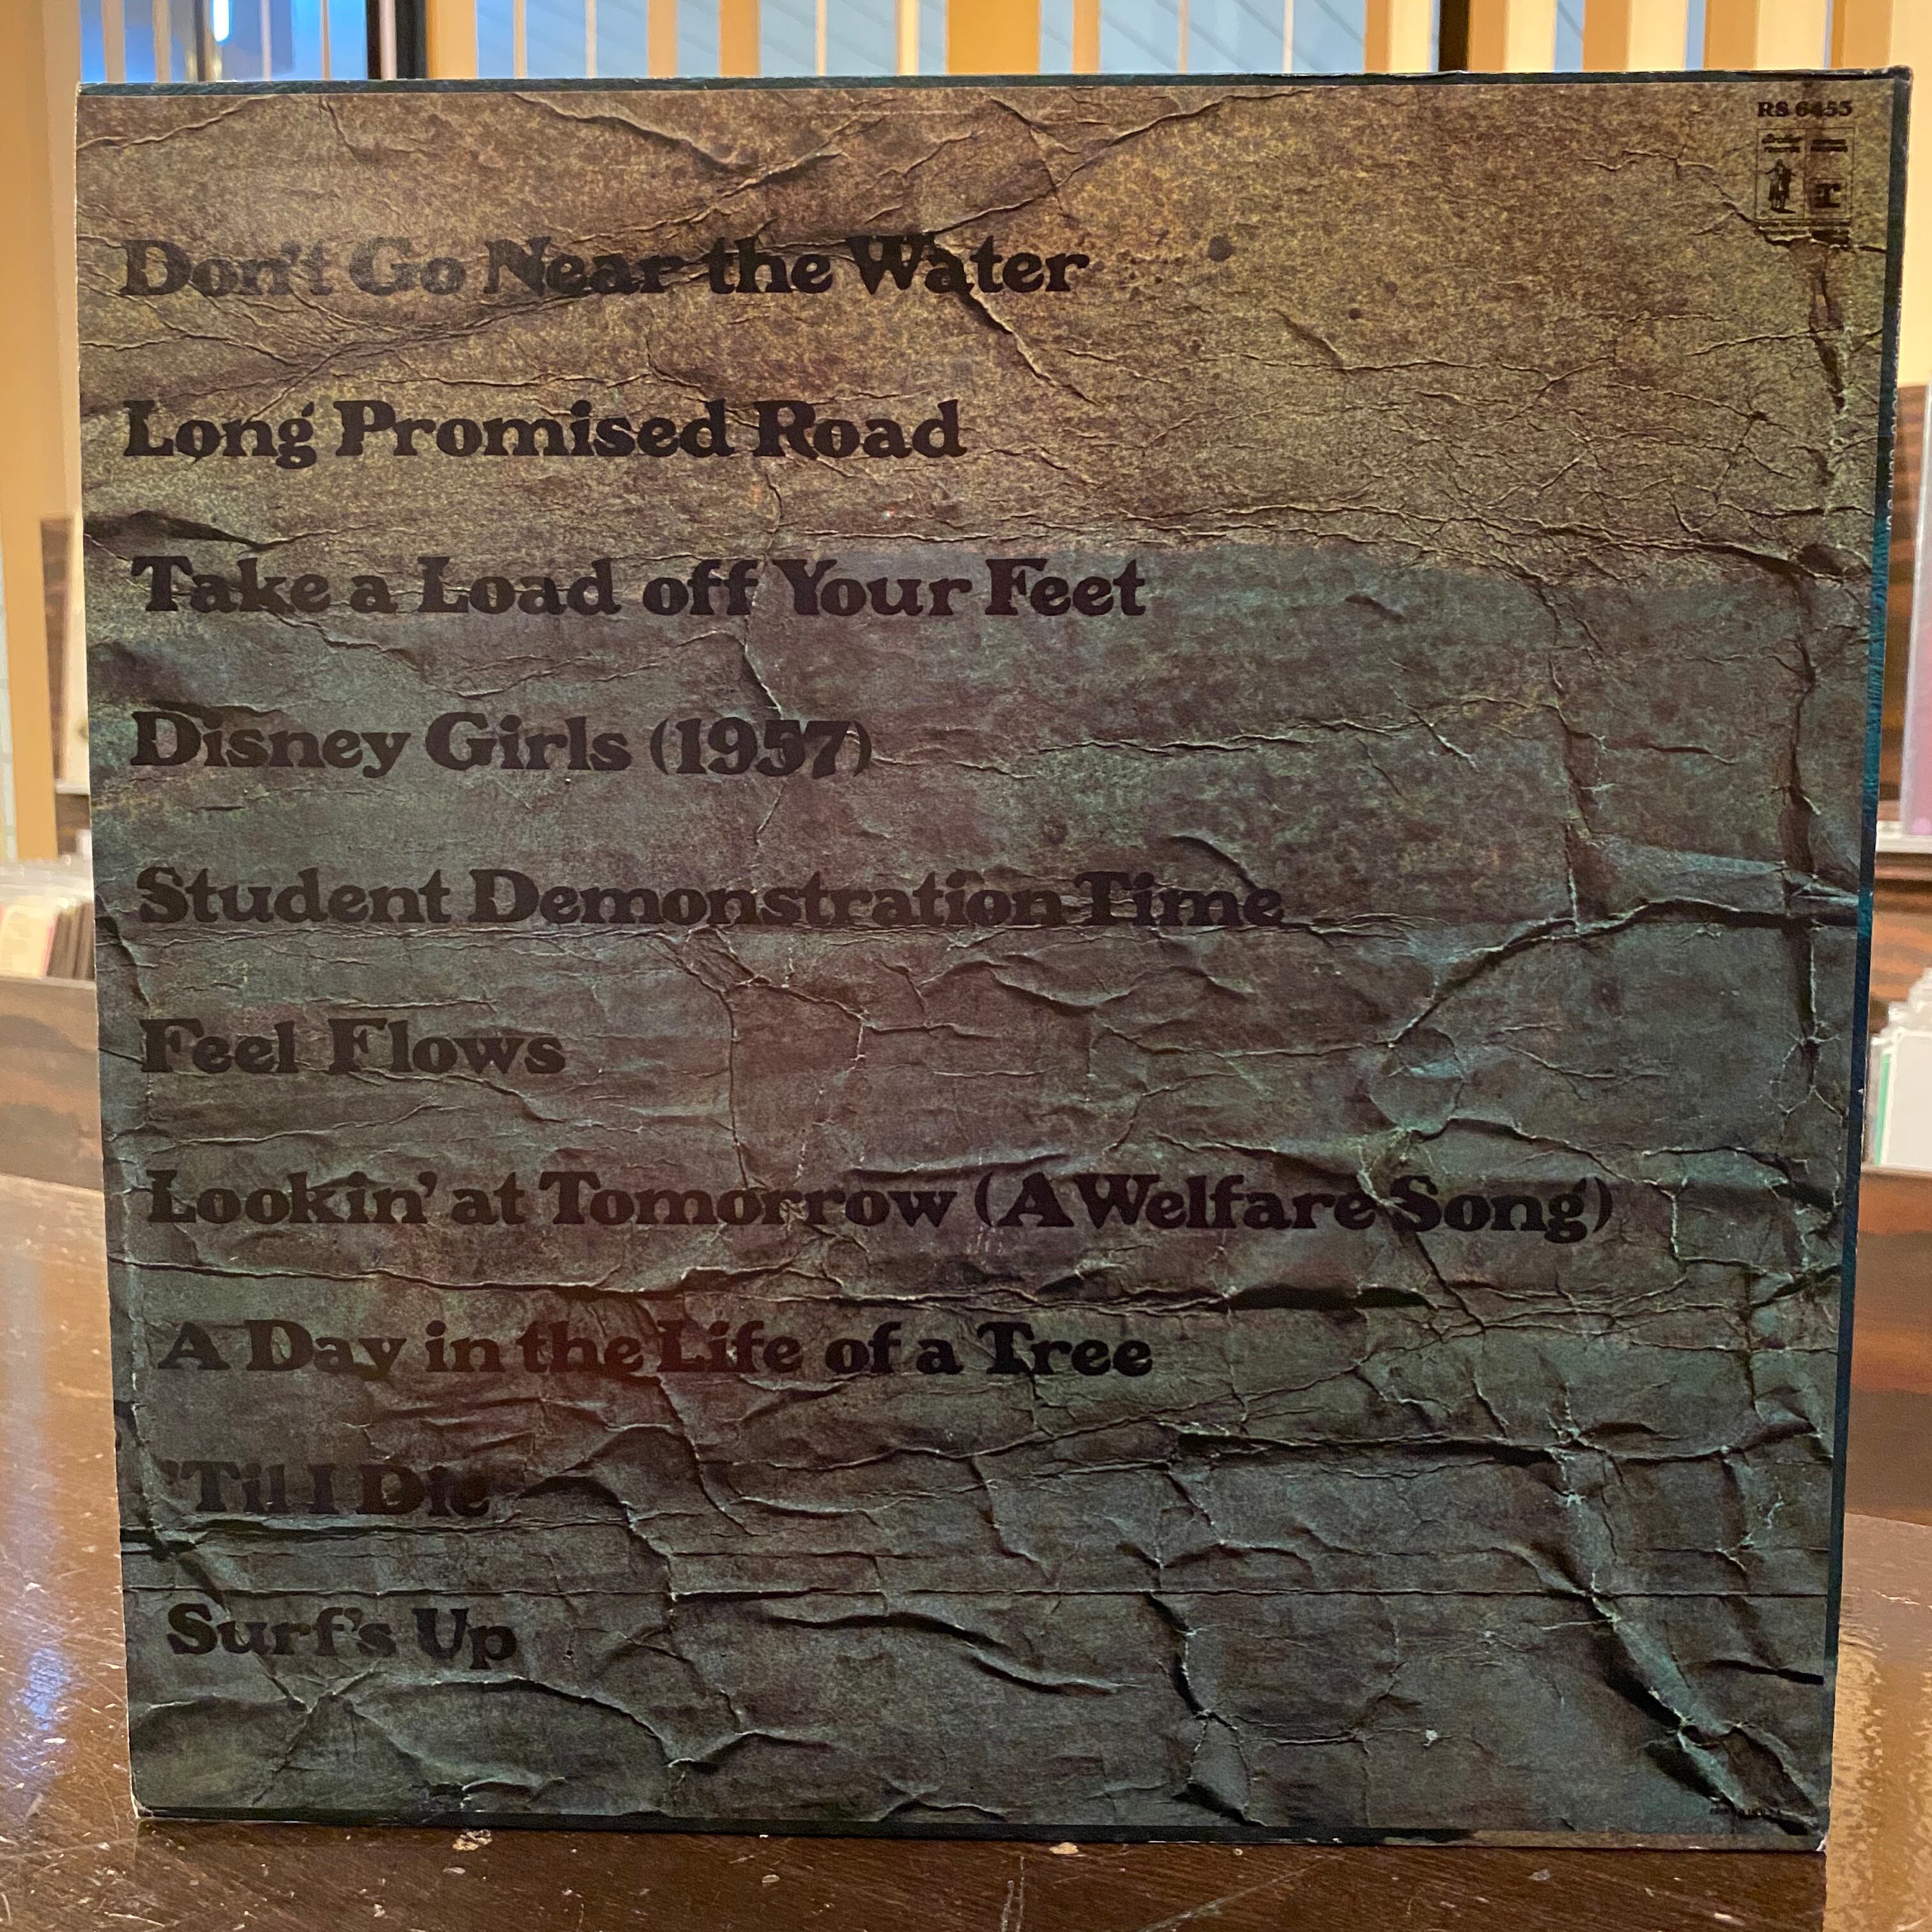 RS 6453
Don't Go Near the Water
Long Promised Road
Take a Load off Your Feet
Disney Girls (1957)
Student Demonstration Time
Feel Flows
Lookin' at Tomorrow (A Welfare Song)
A Day in the Life of a Tree
'Til I Die
Surf's Up